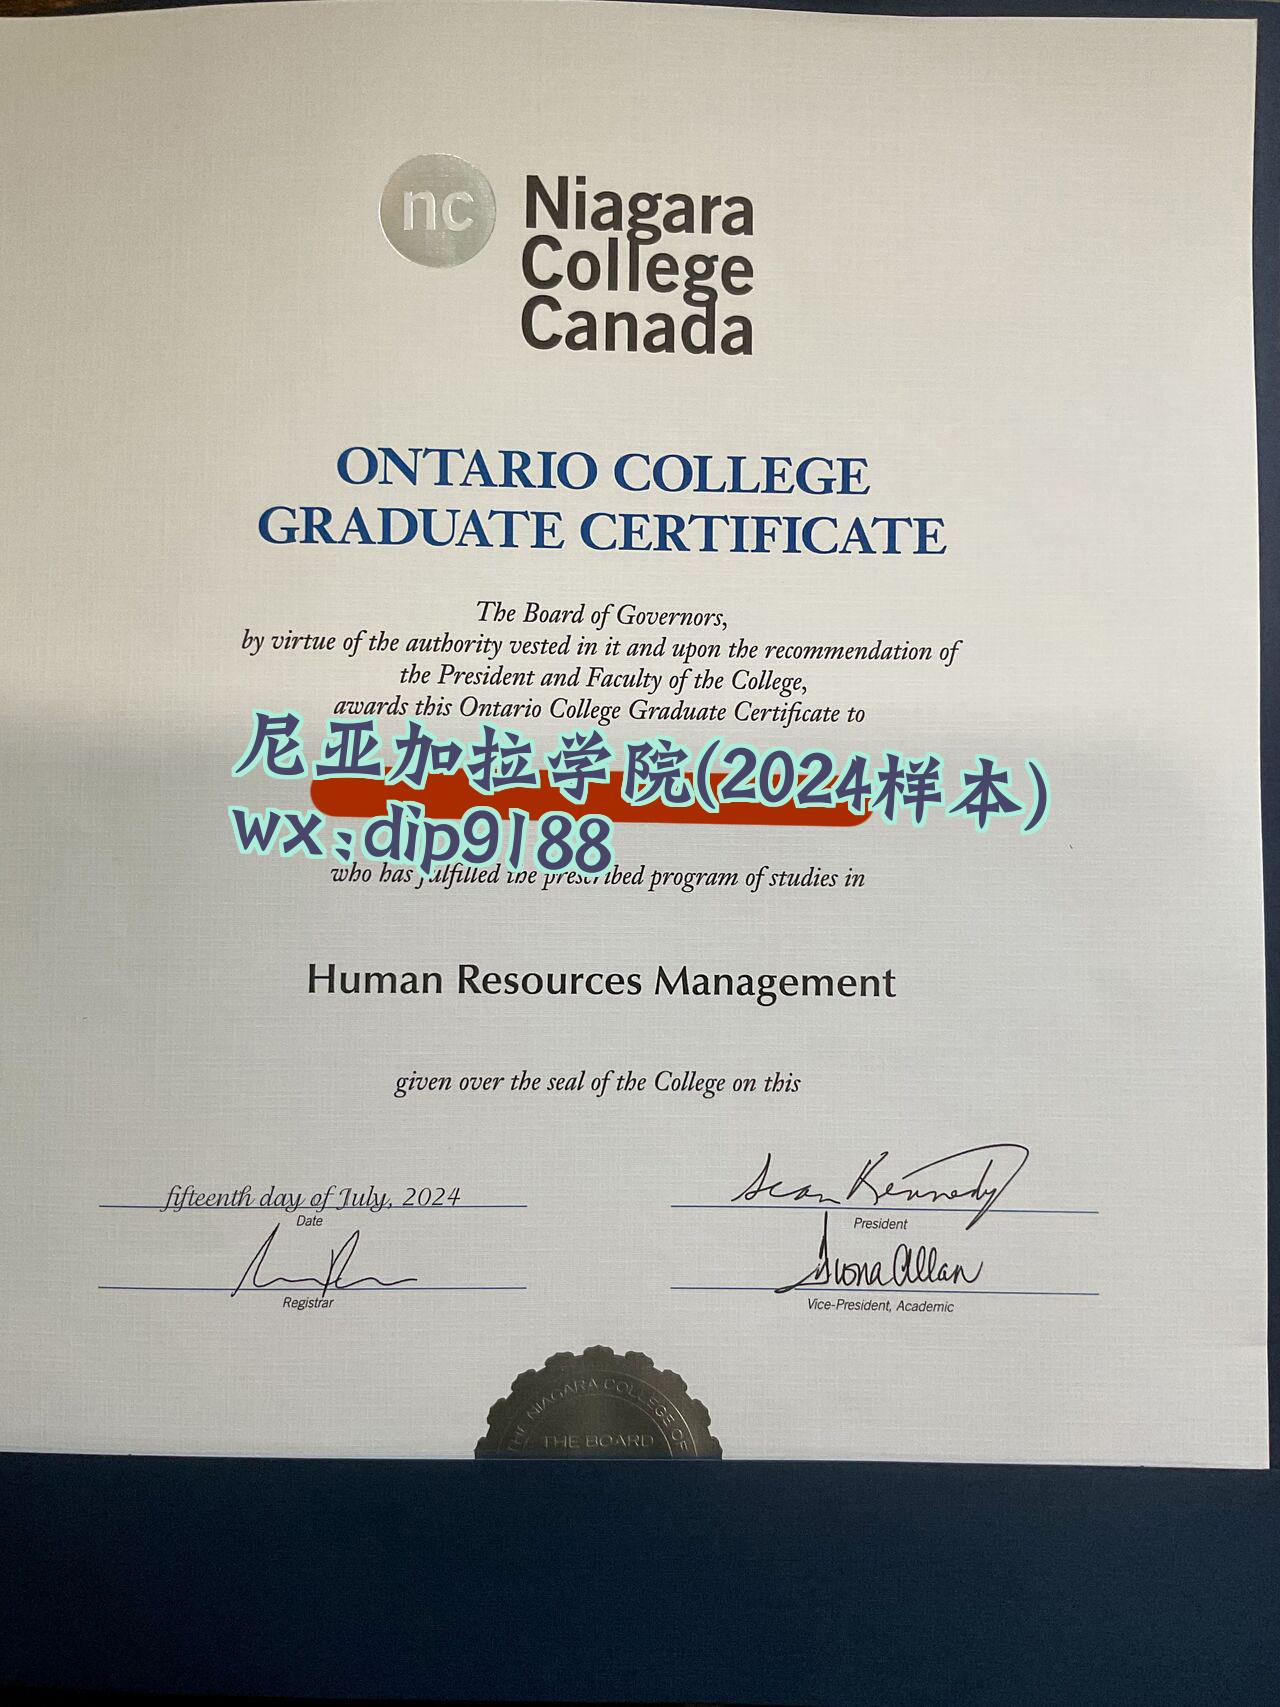 nc
Niagara
College
Canada
ONTARIO COLLEGE
GRADUATE CERTIFICATE
The Board of Governors,
by virtue of the authority vested in it and upon the recommendation of
the President and Faculty of the College,
awards this Ontario College Graduate Certificate to
尼亚加拉学院(2024样本)
wx:dip9188
who has fulfilled the prescribed program of studies in
Human Resources Management
given over the seal of the College on this
fifteenth day of July, 2024
Date
Sean Kennedy
President
Registrar
Fiona Allan
Vice-President, Academic
THE NIAGARA COLLEGE OF
THE BOARD